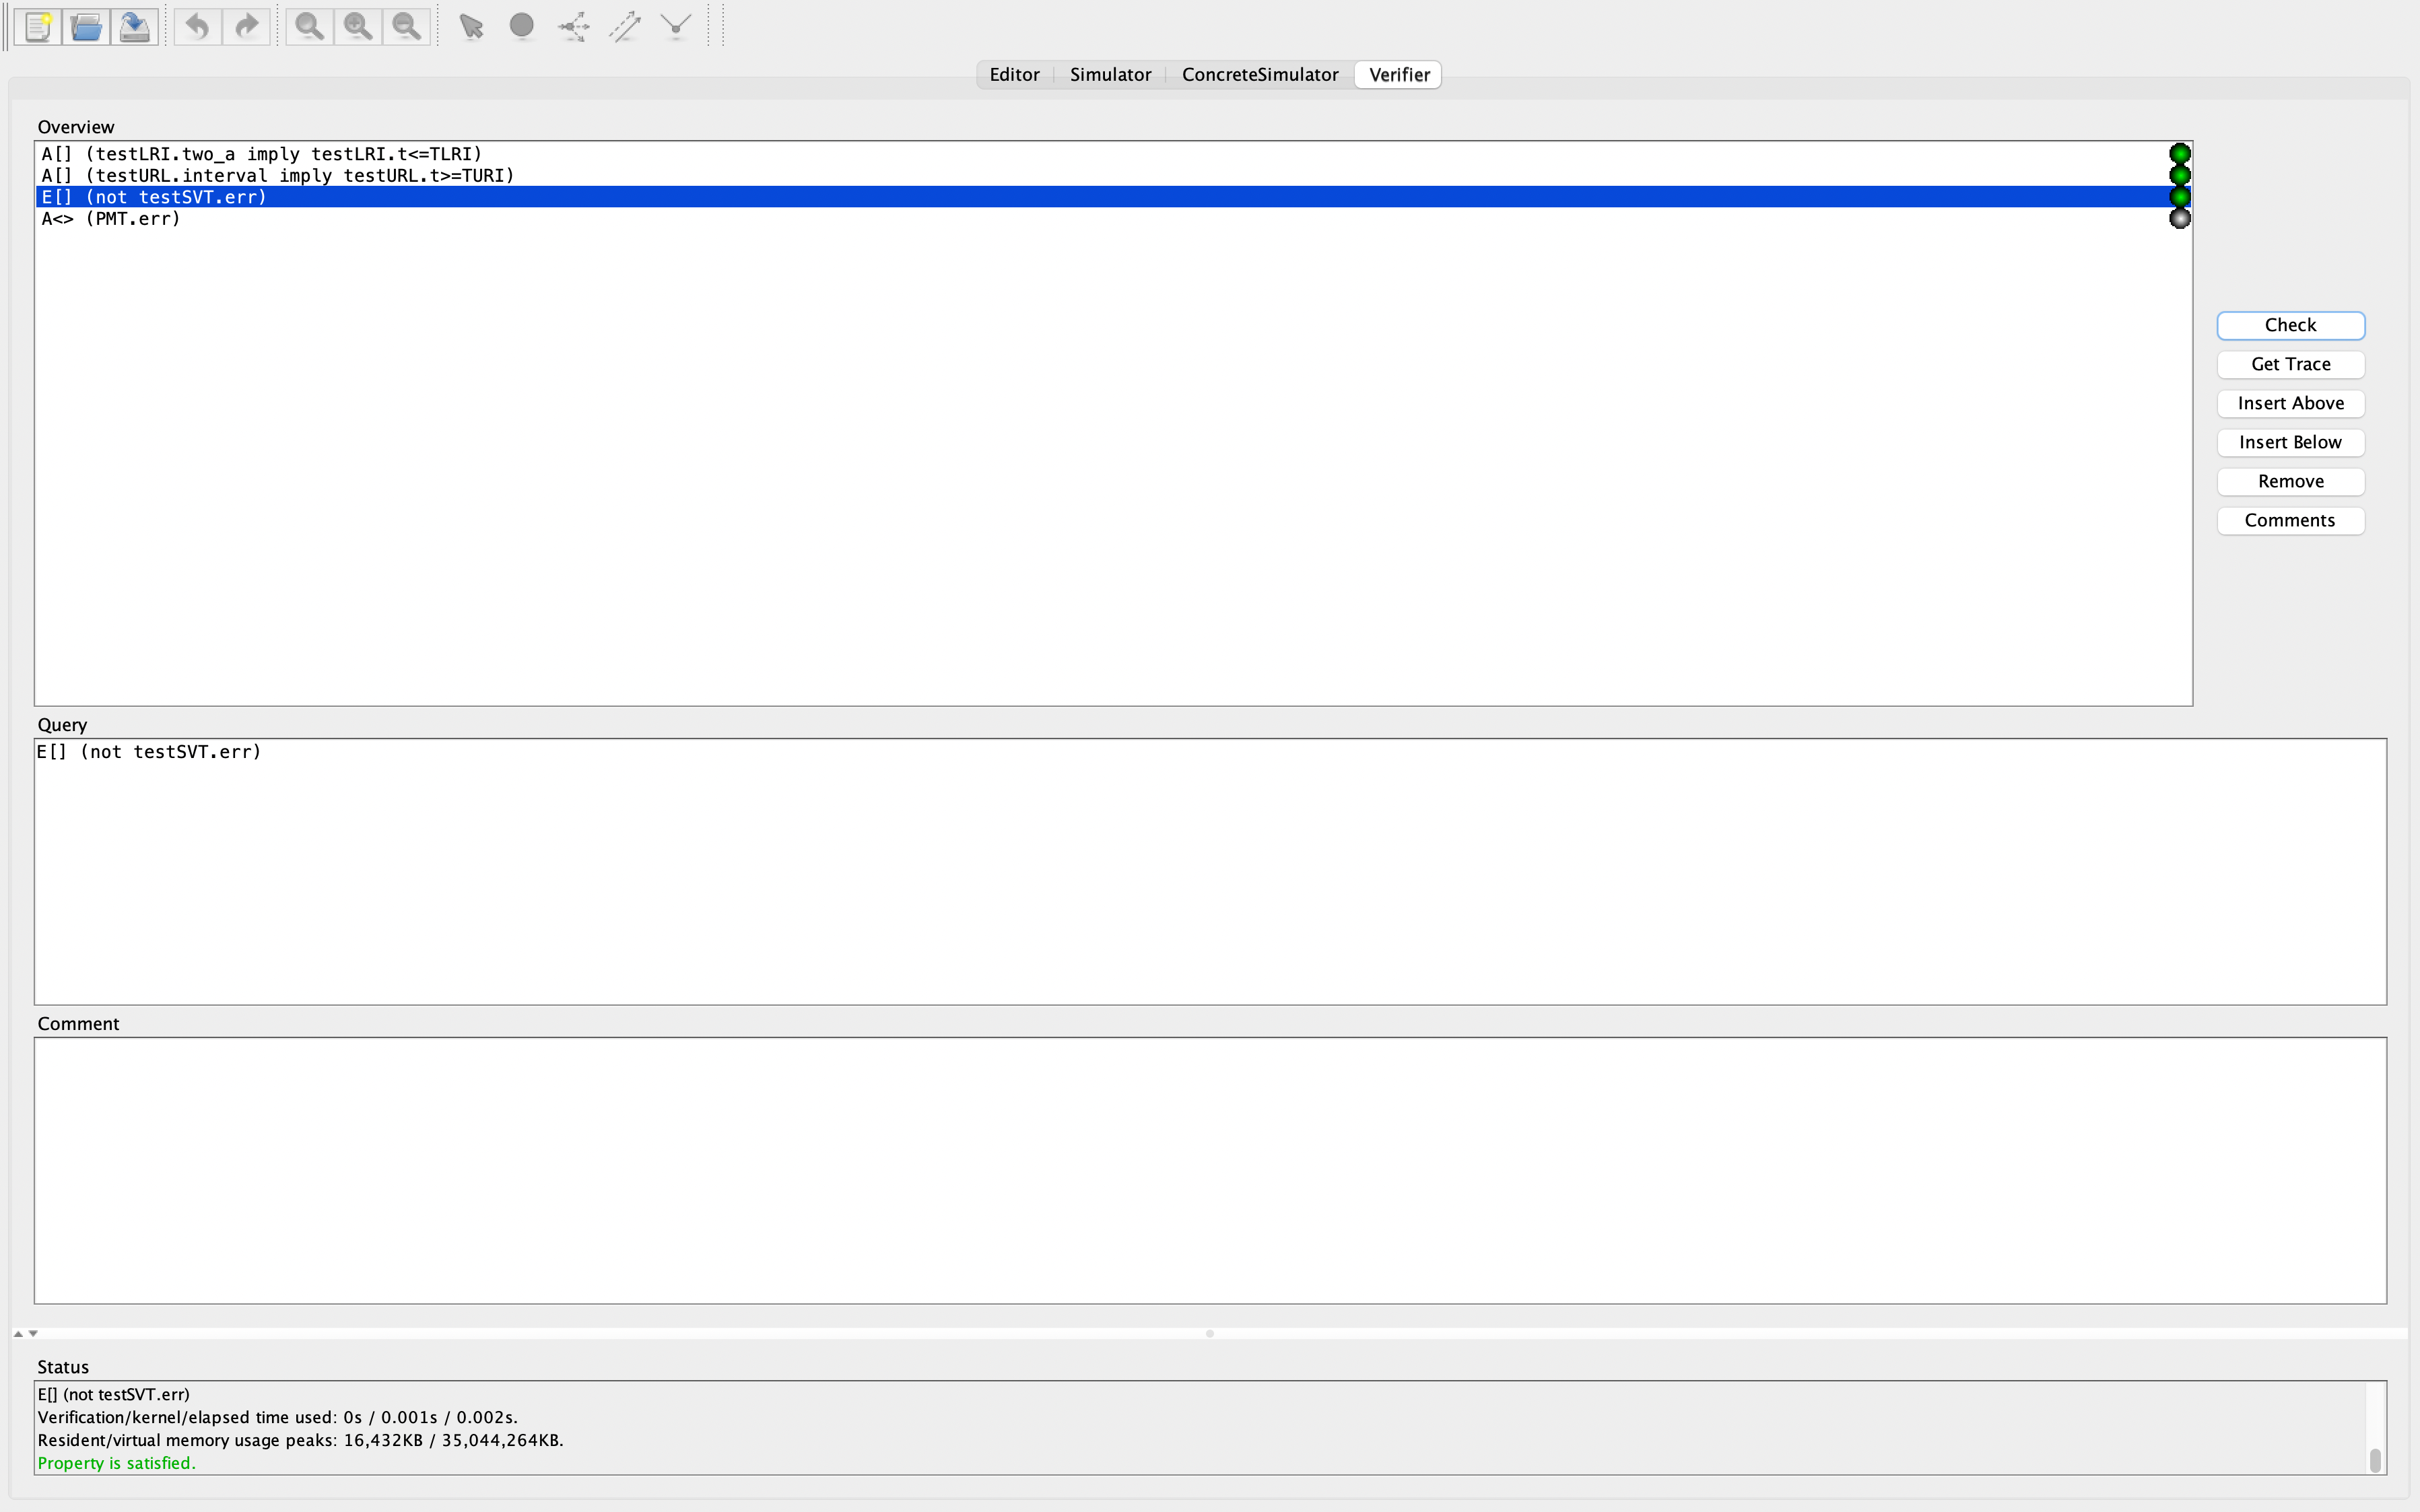 Editor Simulator ConcreteSimulator Verifier
Overview
A[] (testLRI.two_a imply testLRI.t<=TLRI)
A[] (testURL.interval imply testURL.t>=TURI)
E[] (not testSVT.err)
A<> (PMT.err)
Check
Get Trace
Insert Above
Insert Below
Remove
Comments
Query
E[] (not testSVT.err)
Comment
Status
E[] (not testSVT.err)
Verification/kernel/elapsed time used: 0s / 0.001s / 0.002s.
Resident/virtual memory usage peaks: 16,432KB / 35,044,264KB.
Property is satisfied.